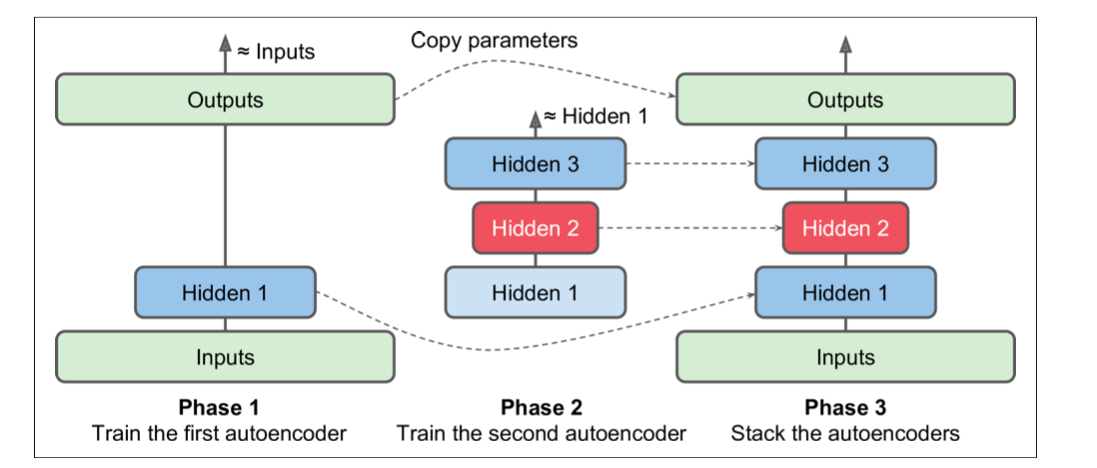 Copy parameters
≈ Inputs
Outputs
Hidden 1
Inputs
Phase 1
Train the first autoencoder
≈ Hidden 1
Hidden 3
Hidden 2
Hidden 1
Phase 2
Train the second autoencoder
Outputs
Hidden 3
Hidden 2
Hidden 1
Inputs
Phase 3
Stack the autoencoders